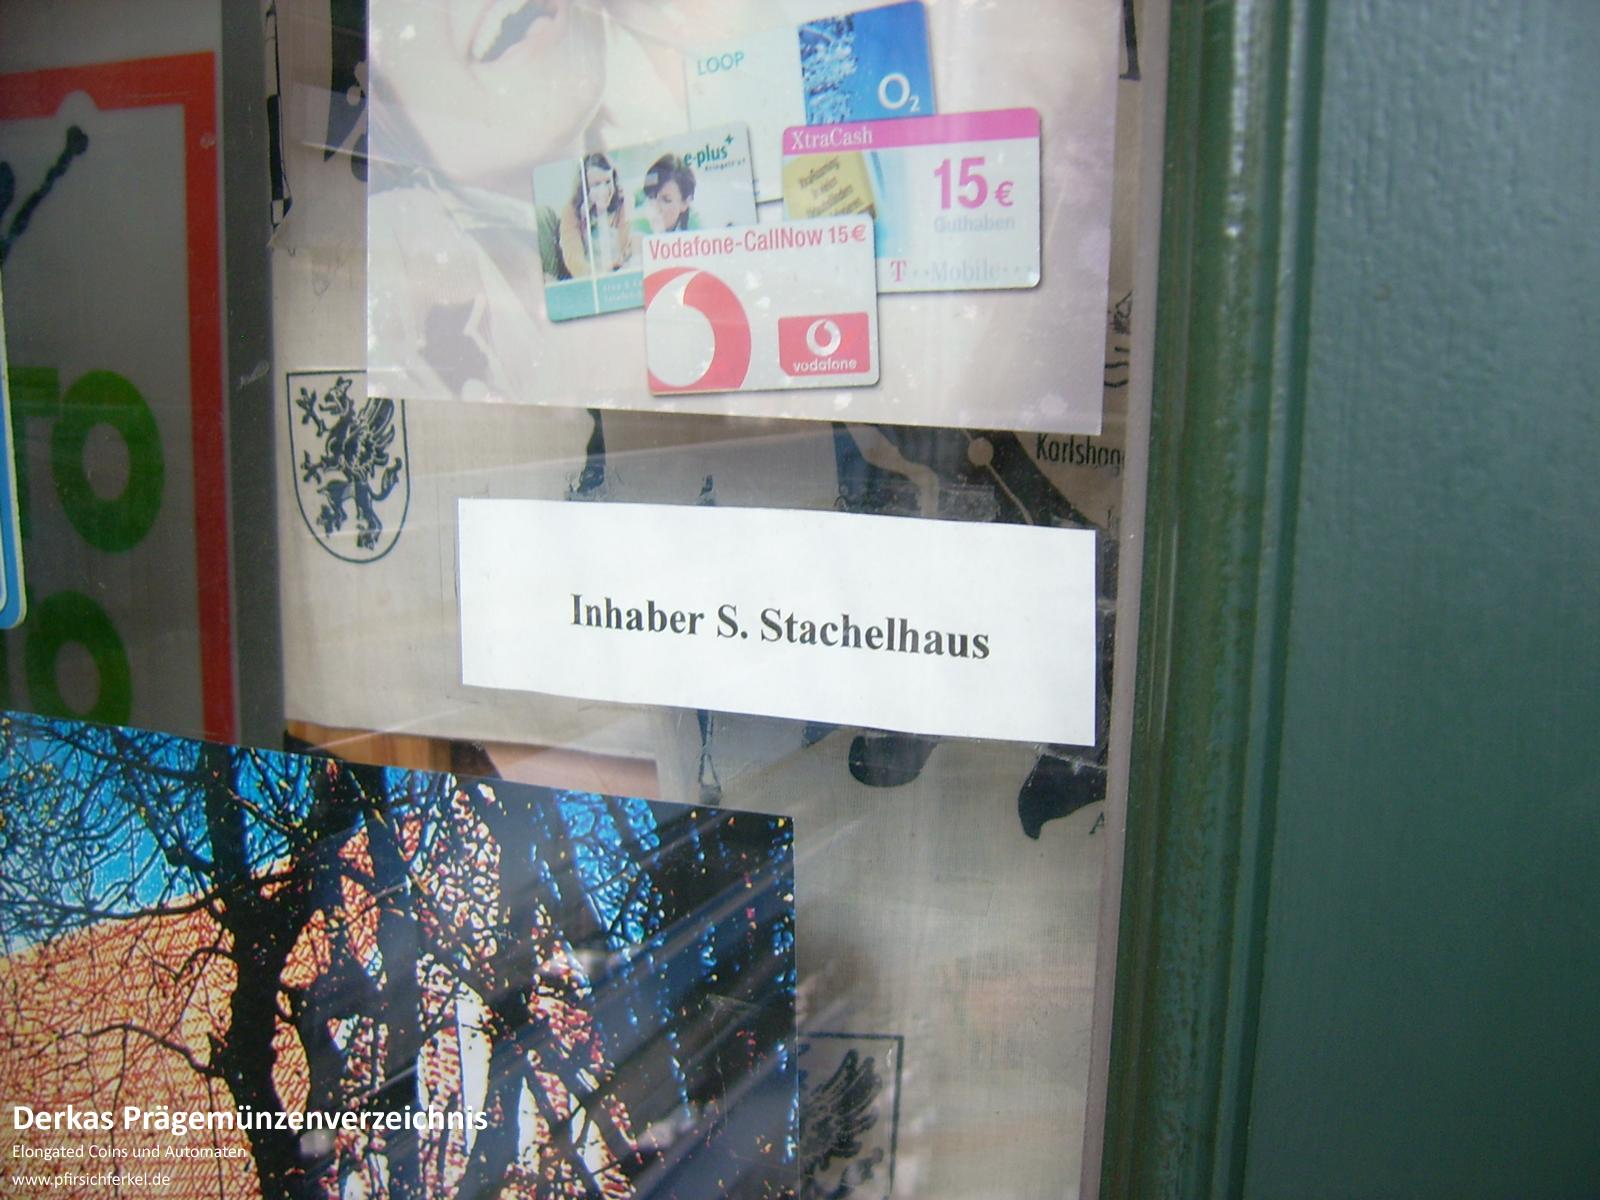 LOOP
O2
XtraCash
15 €
Guthaben
T··Mobile···
e-plus+
Vodafone-CallNow 15 €
vodafone
TO
Inhaber S. Stachelhaus
Derkas Prägemünzenverzeichnis
Elongated Coins und Automaten
www.pfirsichferkel.de